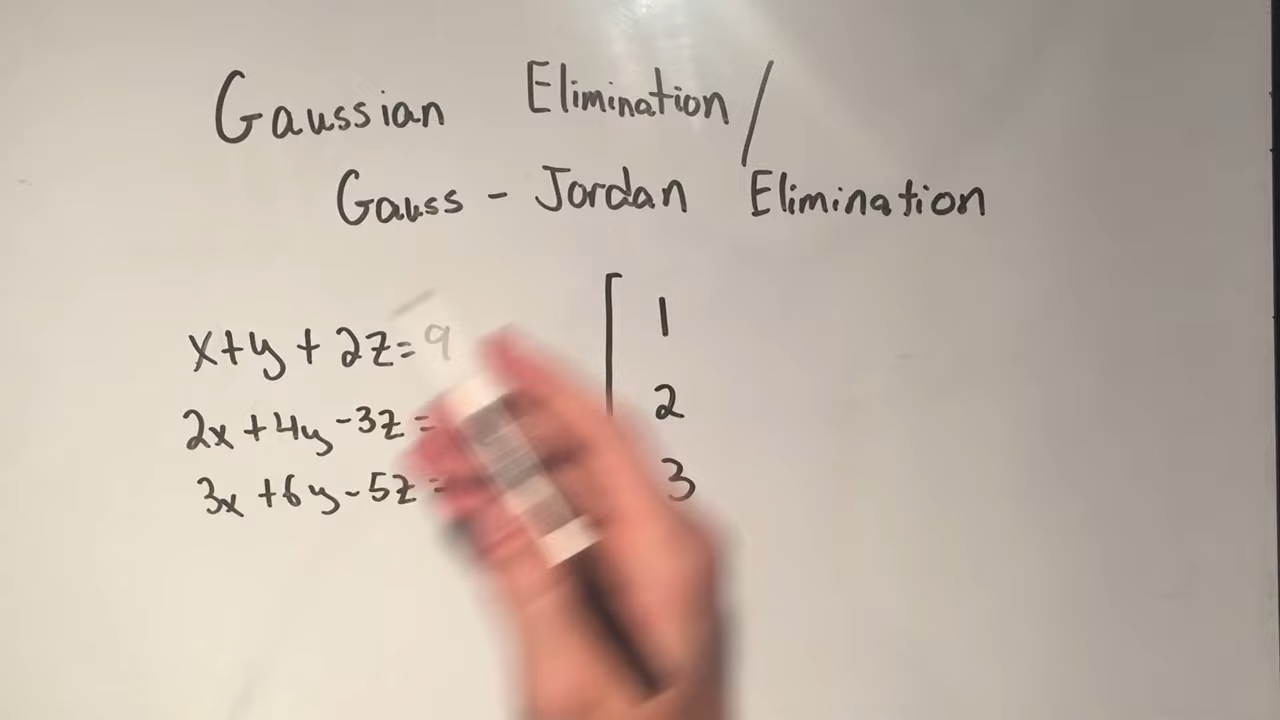 Gaussian Elimination/
Gauss - Jordan Elimination
x+y+2z=9
2x+4y-3z=
3x+6y-5z=
[ 1
2
3